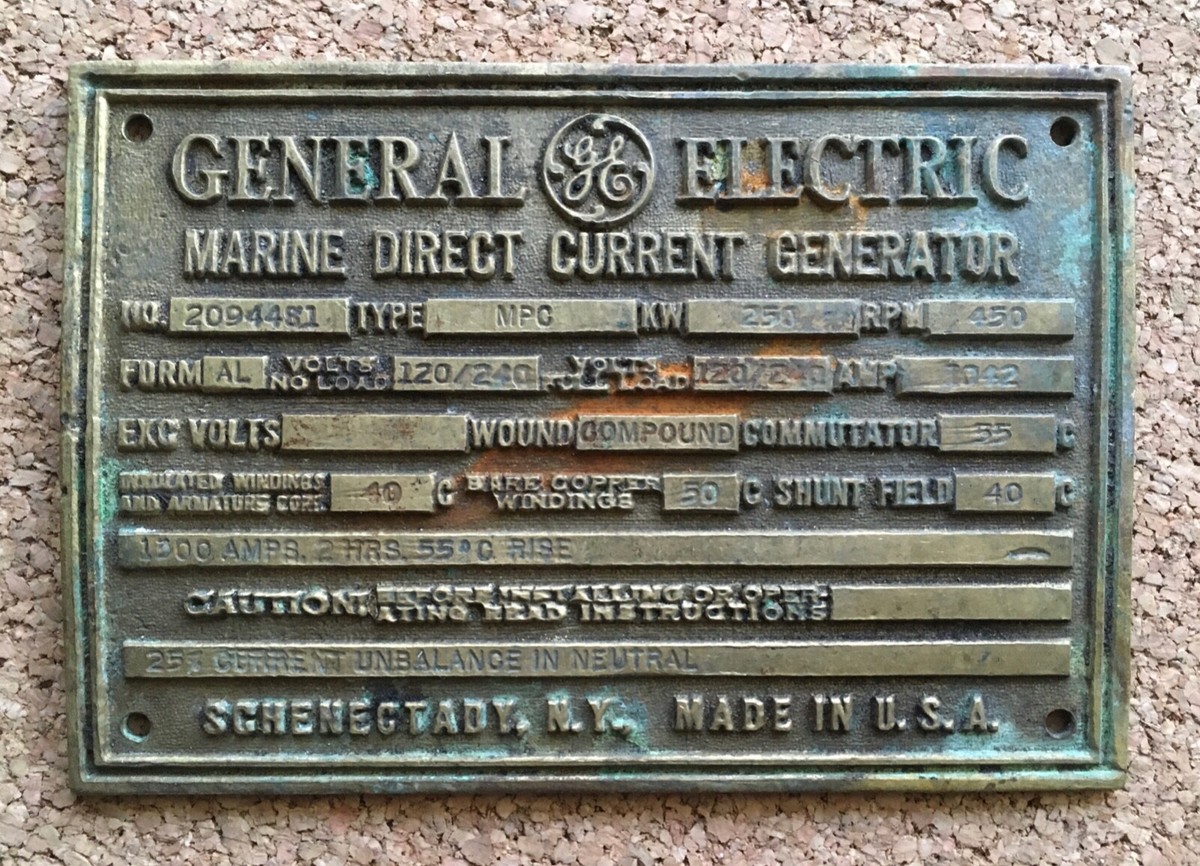 GENERAL GE ELECTRIC
MARINE DIRECT CURRENT GENERATOR
NO. 2094481 TYPE MPC KW 250 RPM 450
FORM AL VOLTS NO LOAD 120/240 VOLTS FULL LOAD 120/240 AMP 1042
EXC VOLTS WOUND COMPOUND COMMUTATOR 55 C
INSULATED WINDINGS AND ARMATURE CORE 40 C BARE COPPER WINDINGS 50 C SHUNT FIELD 40 C
AMPS. 2 HRS. 55°C RISE
CAUTION: BEFORE INSTALLING OR OPER-
ATING READ INSTRUCTIONS
25% CURRENT UNBALANCE IN NEUTRAL
SCHENECTADY, N.Y., MADE IN U.S.A.